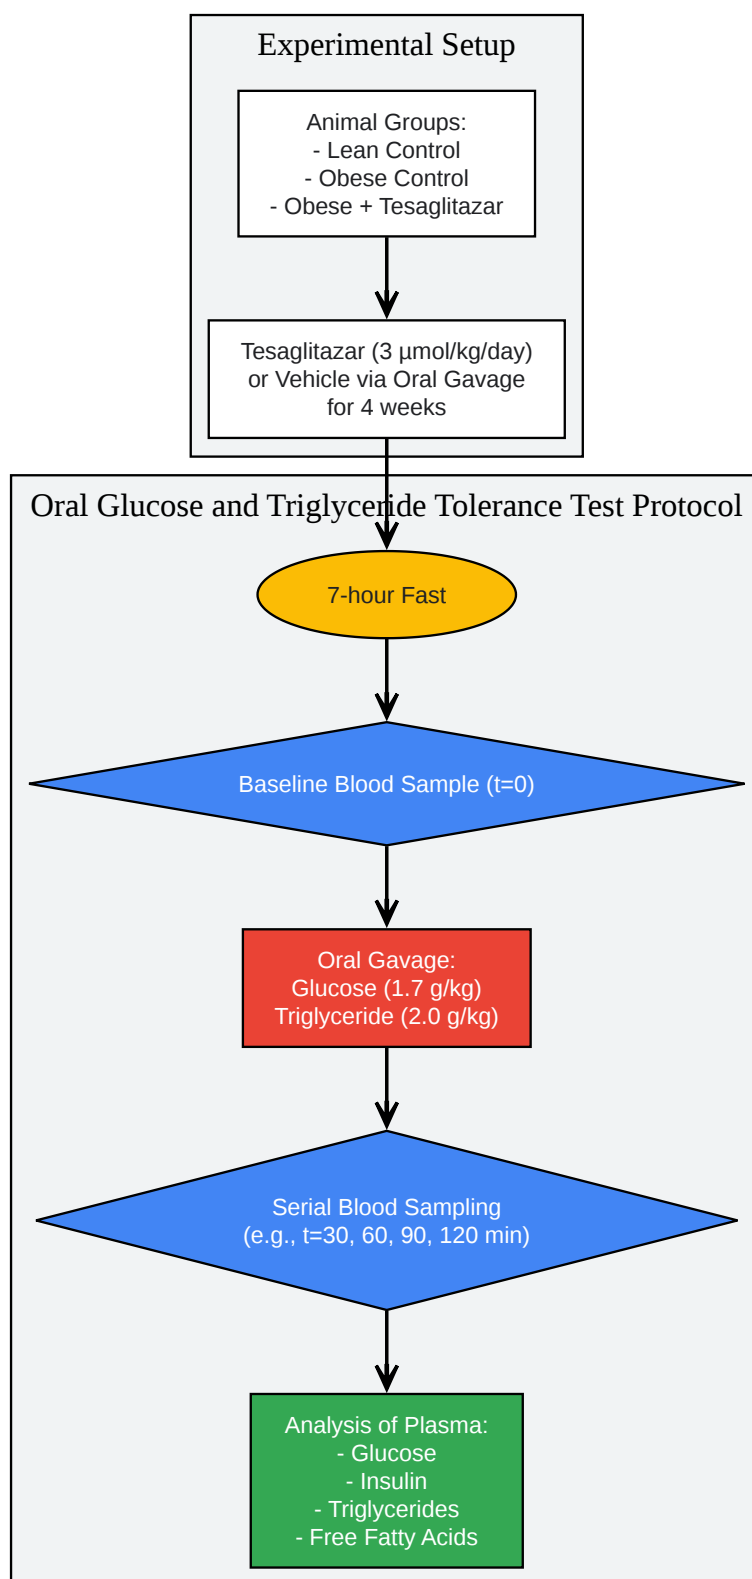 Experimental Setup
Animal Groups:
- Lean Control
- Obese Control
- Obese + Tesaglitazar
Tesaglitazar (3 µmol/kg/day)
or Vehicle via Oral Gavage
for 4 weeks
Oral Glucose and Triglyceride Tolerance Test Protocol
7-hour Fast
Baseline Blood Sample (t=0)
Oral Gavage:
Glucose (1.7 g/kg)
Triglyceride (2.0 g/kg)
Serial Blood Sampling
(e.g., t=30, 60, 90, 120 min)
Analysis of Plasma:
- Glucose
- Insulin
- Triglycerides
- Free Fatty Acids